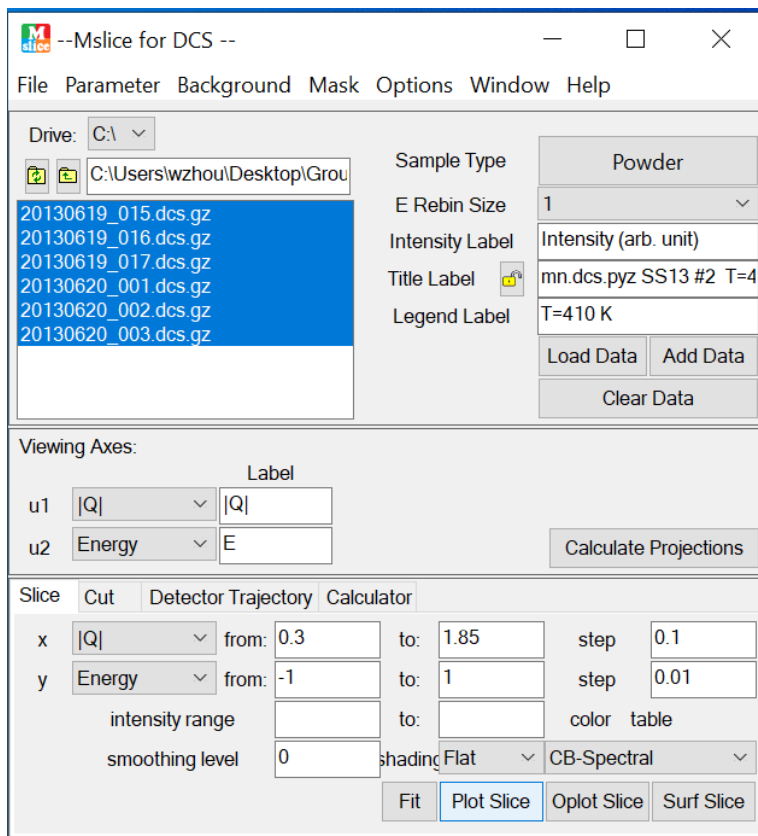 M slice --Mslice for DCS --
File Parameter Background Mask Options Window Help
Drive: C:\
C:\Users\wzhou\Desktop\Grou
20130619_015.dcs.gz
20130619_016.dcs.gz
20130619_017.dcs.gz
20130620_001.dcs.gz
20130620_002.dcs.gz
20130620_003.dcs.gz
Sample Type Powder
E Rebin Size 1
Intensity Label Intensity (arb. unit)
Title Label mn.dcs.pyz SS13 #2 T=4
Legend Label T=410 K
Load Data Add Data
Clear Data
Viewing Axes:
Label
u1 |Q| |Q|
u2 Energy E Calculate Projections
Slice Cut Detector Trajectory Calculator
x |Q| from: 0.3 to: 1.85 step 0.1
y Energy from: -1 to: 1 step 0.01
intensity range to: color table
smoothing level 0 shading Flat CB-Spectral
Fit Plot Slice Oplot Slice Surf Slice